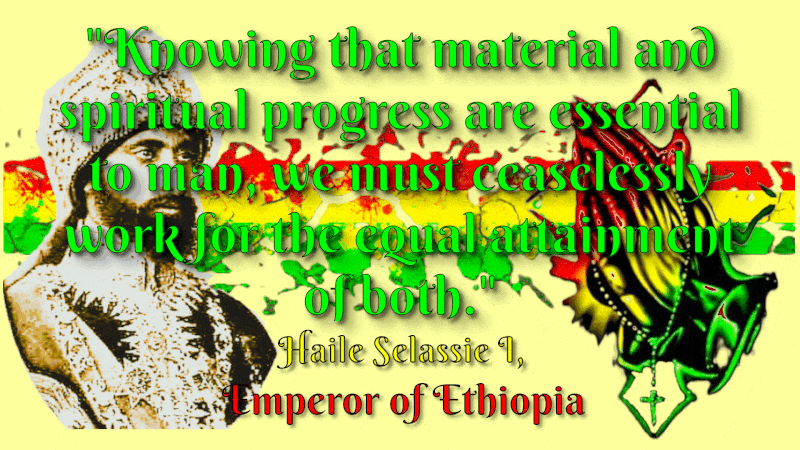 "Knowing that material and
spiritual progress are essential
to man, we must ceaselessly
work for the equal attainment
of both."
Haile Selassie I,
Emperor of Ethiopia